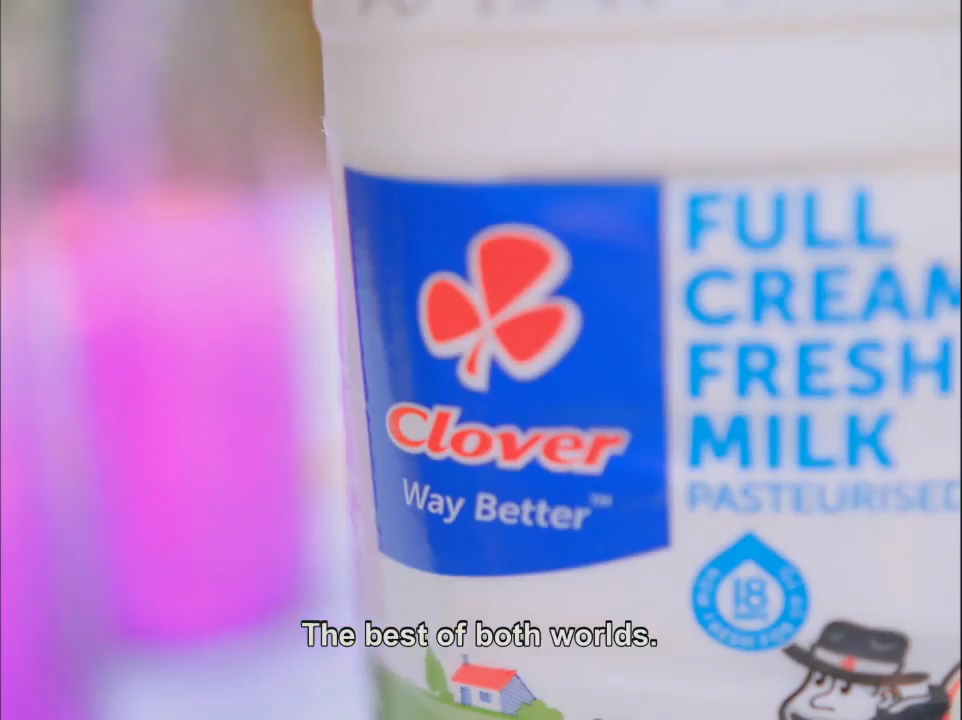 Clover
Way Better™
FULL
CREAM
FRESH
MILK
PASTEURISED
18
The best of both worlds.